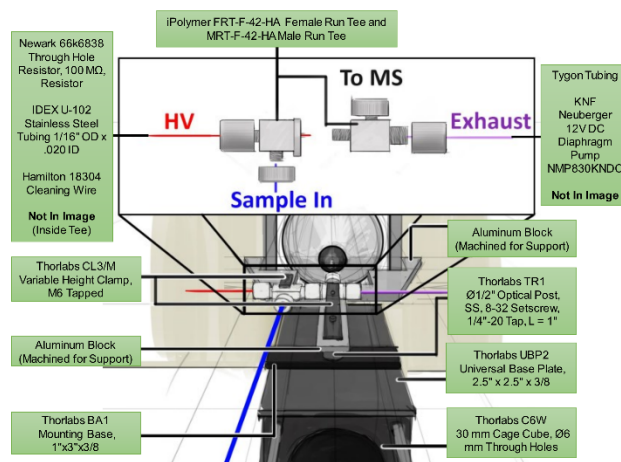 iPolymer FRT-F-42-HA Female Run Tee and
MRT-F-42-HA Male Run Tee
Newark 66k6838
Through Hole
Resistor, 100 MΩ,
Resistor
IDEX U-102
Stainless Steel
Tubing 1/16" OD x
.020 ID
Hamilton 18304
Cleaning Wire
Not In Image
(Inside Tee)
To MS
HV
Exhaust
Sample In
Tygon Tubing
KNF
Neuberger
12V DC
Diaphragm
Pump
NMP830KNDC
Not In Image
Aluminum Block
(Machined for Support)
Thorlabs CL3/M
Variable Height Clamp,
M6 Tapped
Thorlabs TR1
Ø1/2" Optical Post,
SS, 8-32 Setscrew,
1/4"-20 Tap, L = 1"
Aluminum Block
(Machined for Support)
Thorlabs UBP2
Universal Base Plate,
2.5" x 2.5" x 3/8
Thorlabs BA1
Mounting Base,
1"x3"x3/8
Thorlabs C6W
30 mm Cage Cube, Ø6
mm Through Holes